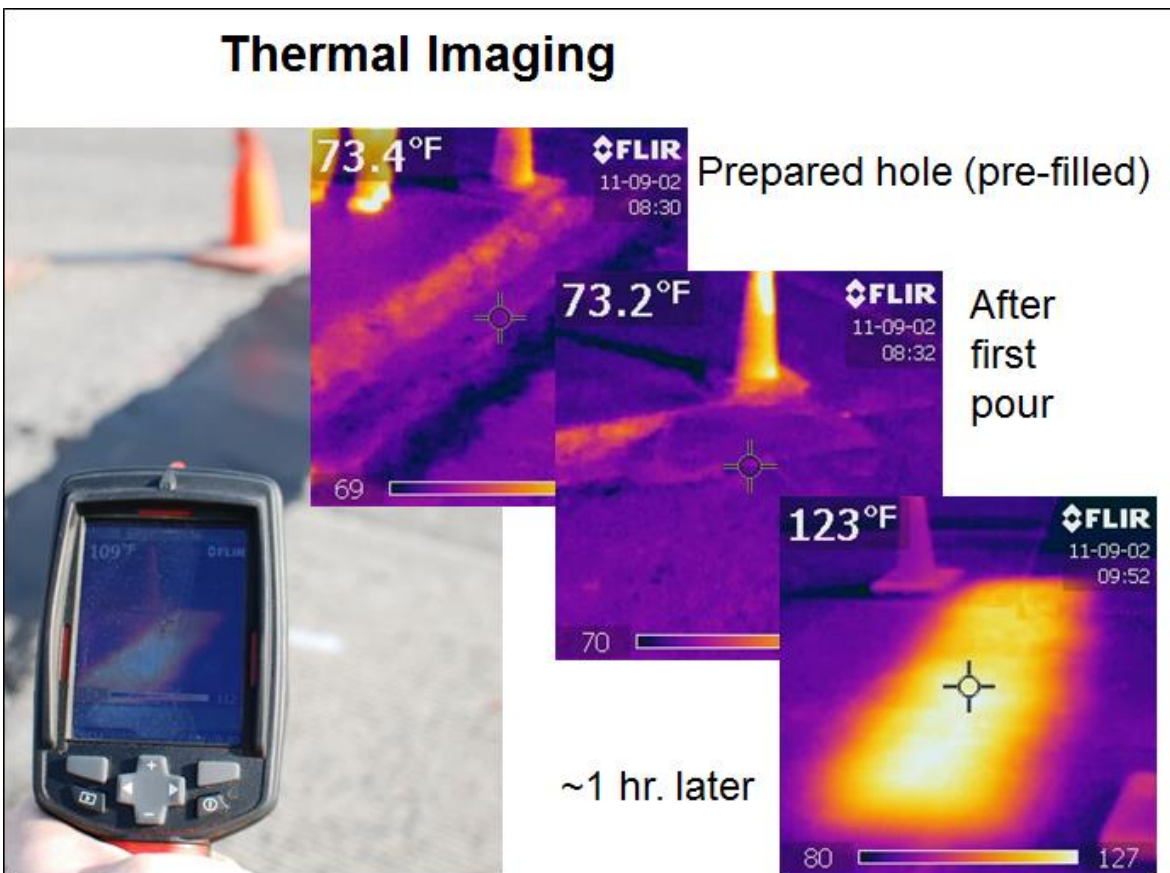 Thermal Imaging
73.4°F
FLIR
11-09-02
08:30
69
Prepared hole (pre-filled)
73.2°F
FLIR
11-09-02
08:32
70
After
first
pour
123°F
FLIR
11-09-02
09:52
80
127
~1 hr. later
109°F
FLIR
112